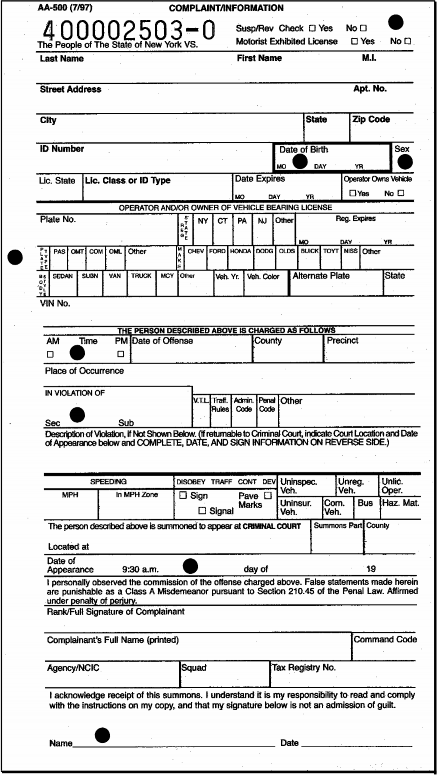 AA-500 (7/97) COMPLAINT/INFORMATION
400002503-0 Susp/Rev Check ☐ Yes No ☐
The People of The State of New York VS. Motorist Exhibited License ☐ Yes No ☐
Last Name First Name M.I.
Street Address Apt. No.
City State Zip Code
ID Number Date of Birth Sex
MO DAY YR
Lic. State Lic. Class or ID Type Date Expires Operator Owns Vehicle
MO DAY YR ☐ Yes No ☐
OPERATOR AND/OR OWNER OF VEHICLE BEARING LICENSE
Plate No. STATE REG NY CT PA NJ Other Reg. Expires
MO DAY YR
PLATE TYPE PAS OMT COM OML Other MAKE CHEV FORD HONDA DODG OLDS BUICK TOYT NISS Other
BODY STYLE SEDAN SUBN VAN TRUCK MCY Other Veh. Yr. Veh. Color Alternate Plate State
VIN No.
THE PERSON DESCRIBED ABOVE IS CHARGED AS FOLLOWS
AM Time PM Date of Offense County Precinct
☐ ☐
Place of Occurrence
IN VIOLATION OF V.T.L. Traff. Rules Admin. Code Penal Code Other
Sec Sub
Description of Violation, if Not Shown Below. (If returnable to Criminal Court, indicate Court Location and Date
of Appearance below and COMPLETE, DATE, AND SIGN INFORMATION ON REVERSE SIDE.)
SPEEDING DISOBEY TRAFF CONT DEV Uninspec. Veh. Unreg. Veh. Unlic. Oper.
MPH In MPH Zone ☐ Sign Pave ☐ Marks
☐ Signal Uninsur. Veh. Com. Veh. Bus Haz. Mat.
The person described above is summoned to appear at CRIMINAL COURT Summons Part County
Located at
Date of
Appearance 9:30 a.m. day of 19
I personally observed the commission of the offense charged above. False statements made herein
are punishable as a Class A Misdemeanor pursuant to Section 210.45 of the Penal Law. Affirmed
under penalty of perjury.
Rank/Full Signature of Complainant
Complainant's Full Name (printed) Command Code
Agency/NCIC Squad Tax Registry No.
I acknowledge receipt of this summons. I understand it is my responsibility to read and comply
with the instructions on my copy, and that my signature below is not an admission of guilt.
Name Date